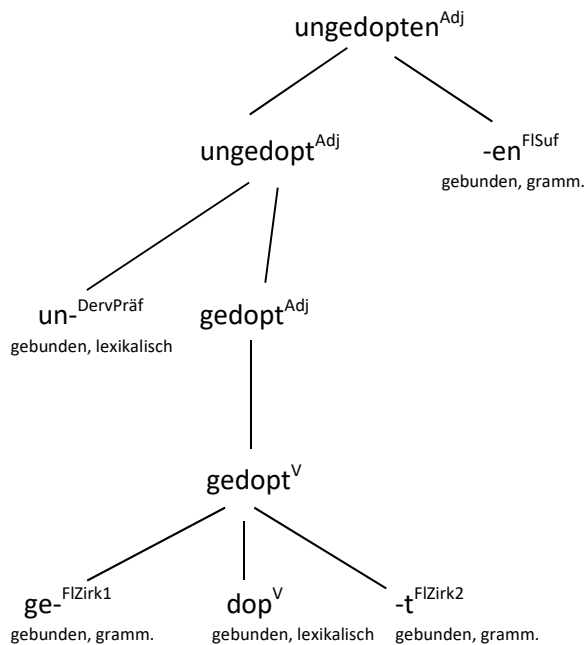 ungedopten^Adj
ungedopt^Adj -en^FlSuf
gebunden, gramm.
un-^DervPräf gedopt^Adj
gebunden, lexikalisch
gedopt^V
ge-^FlZirk1 dop^V -t^FlZirk2
gebunden, gramm. gebunden, lexikalisch gebunden, gramm.